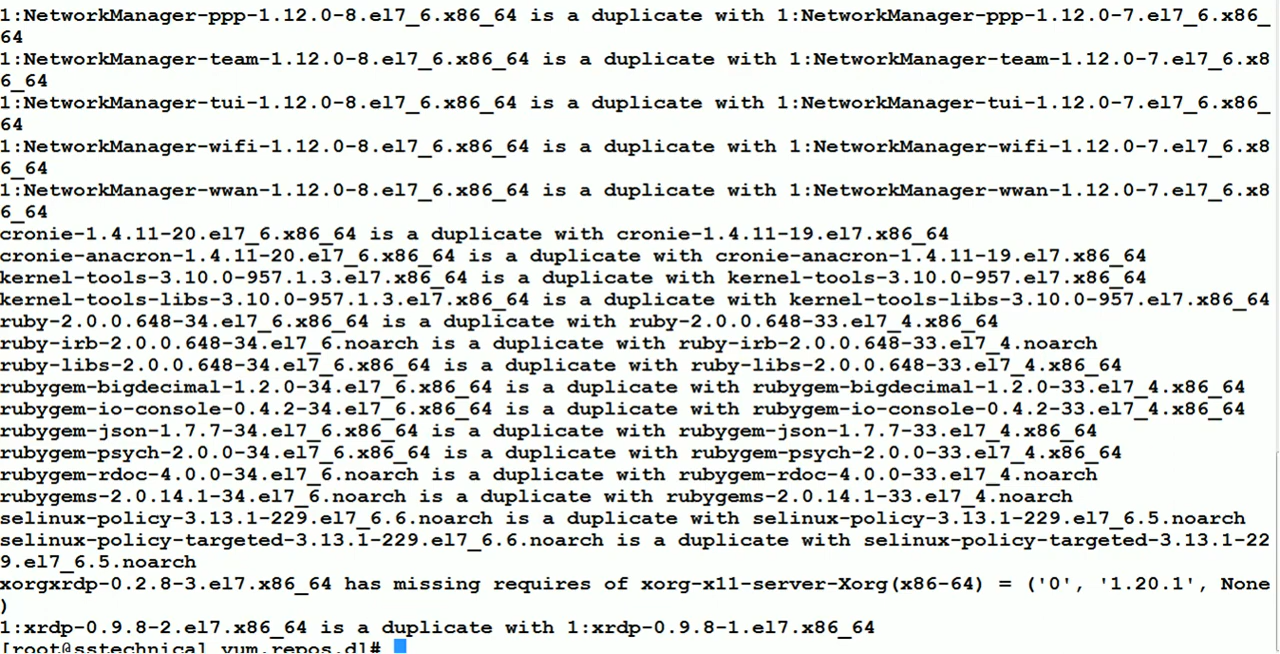 1:NetworkManager-ppp-1.12.0-8.el7_6.x86_64 is a duplicate with 1:NetworkManager-ppp-1.12.0-7.el7_6.x86_
64
1:NetworkManager-team-1.12.0-8.el7_6.x86_64 is a duplicate with 1:NetworkManager-team-1.12.0-7.el7_6.x8
6_64
1:NetworkManager-tui-1.12.0-8.el7_6.x86_64 is a duplicate with 1:NetworkManager-tui-1.12.0-7.el7_6.x86_
64
1:NetworkManager-wifi-1.12.0-8.el7_6.x86_64 is a duplicate with 1:NetworkManager-wifi-1.12.0-7.el7_6.x8
6_64
1:NetworkManager-wwan-1.12.0-8.el7_6.x86_64 is a duplicate with 1:NetworkManager-wwan-1.12.0-7.el7_6.x8
6_64
cronie-1.4.11-20.el7_6.x86_64 is a duplicate with cronie-1.4.11-19.el7.x86_64
cronie-anacron-1.4.11-20.el7_6.x86_64 is a duplicate with cronie-anacron-1.4.11-19.el7.x86_64
kernel-tools-3.10.0-957.1.3.el7.x86_64 is a duplicate with kernel-tools-3.10.0-957.el7.x86_64
kernel-tools-libs-3.10.0-957.1.3.el7.x86_64 is a duplicate with kernel-tools-libs-3.10.0-957.el7.x86_64
ruby-2.0.0.648-34.el7_6.x86_64 is a duplicate with ruby-2.0.0.648-33.el7_4.x86_64
ruby-irb-2.0.0.648-34.el7_6.noarch is a duplicate with ruby-irb-2.0.0.648-33.el7_4.noarch
ruby-libs-2.0.0.648-34.el7_6.x86_64 is a duplicate with ruby-libs-2.0.0.648-33.el7_4.x86_64
rubygem-bigdecimal-1.2.0-34.el7_6.x86_64 is a duplicate with rubygem-bigdecimal-1.2.0-33.el7_4.x86_64
rubygem-io-console-0.4.2-34.el7_6.x86_64 is a duplicate with rubygem-io-console-0.4.2-33.el7_4.x86_64
rubygem-json-1.7.7-34.el7_6.x86_64 is a duplicate with rubygem-json-1.7.7-33.el7_4.x86_64
rubygem-psych-2.0.0-34.el7_6.x86_64 is a duplicate with rubygem-psych-2.0.0-33.el7_4.x86_64
rubygem-rdoc-4.0.0-34.el7_6.noarch is a duplicate with rubygem-rdoc-4.0.0-33.el7_4.noarch
rubygems-2.0.14.1-34.el7_6.noarch is a duplicate with rubygems-2.0.14.1-33.el7_4.noarch
selinux-policy-3.13.1-229.el7_6.6.noarch is a duplicate with selinux-policy-3.13.1-229.el7_6.5.noarch
selinux-policy-targeted-3.13.1-229.el7_6.6.noarch is a duplicate with selinux-policy-targeted-3.13.1-22
9.el7_6.5.noarch
xorgxrdp-0.2.8-3.el7.x86_64 has missing requires of xorg-x11-server-Xorg(x86-64) = ('0', '1.20.1', None
)
1:xrdp-0.9.8-2.el7.x86_64 is a duplicate with 1:xrdp-0.9.8-1.el7.x86_64
[root@sstechnical yum.repos.d]#